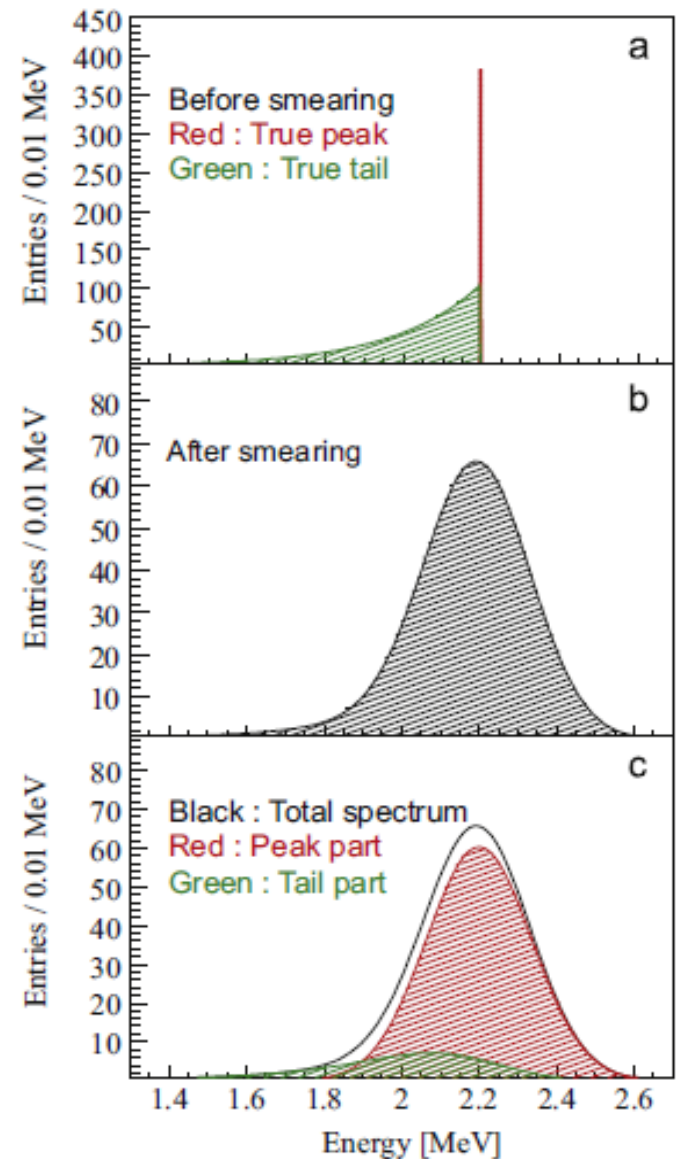 450
400
350
300
250
200
150
100
50
Entries / 0.01 MeV
a
Before smearing
Red : True peak
Green : True tail
80
70
60
50
40
30
20
10
Entries / 0.01 MeV
b
After smearing
80
70
60
50
40
30
20
10
Entries / 0.01 MeV
c
Black : Total spectrum
Red : Peak part
Green : Tail part
1.4 1.6 1.8 2 2.2 2.4 2.6
Energy [MeV]